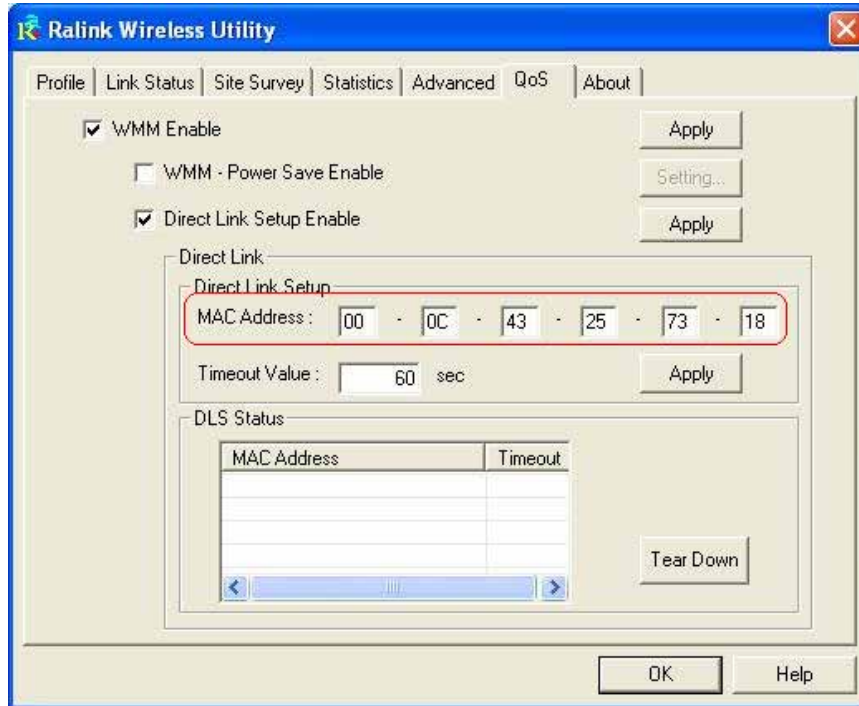 Ralink Wireless Utility
Profile Link Status Site Survey Statistics Advanced QoS About
WMM Enable Apply
WMM - Power Save Enable Setting...
Direct Link Setup Enable Apply
Direct Link
Direct Link Setup
MAC Address : 00 - 0C - 43 - 25 - 73 - 18
Timeout Value : 60 sec Apply
DLS Status
MAC Address Timeout
Tear Down
OK Help